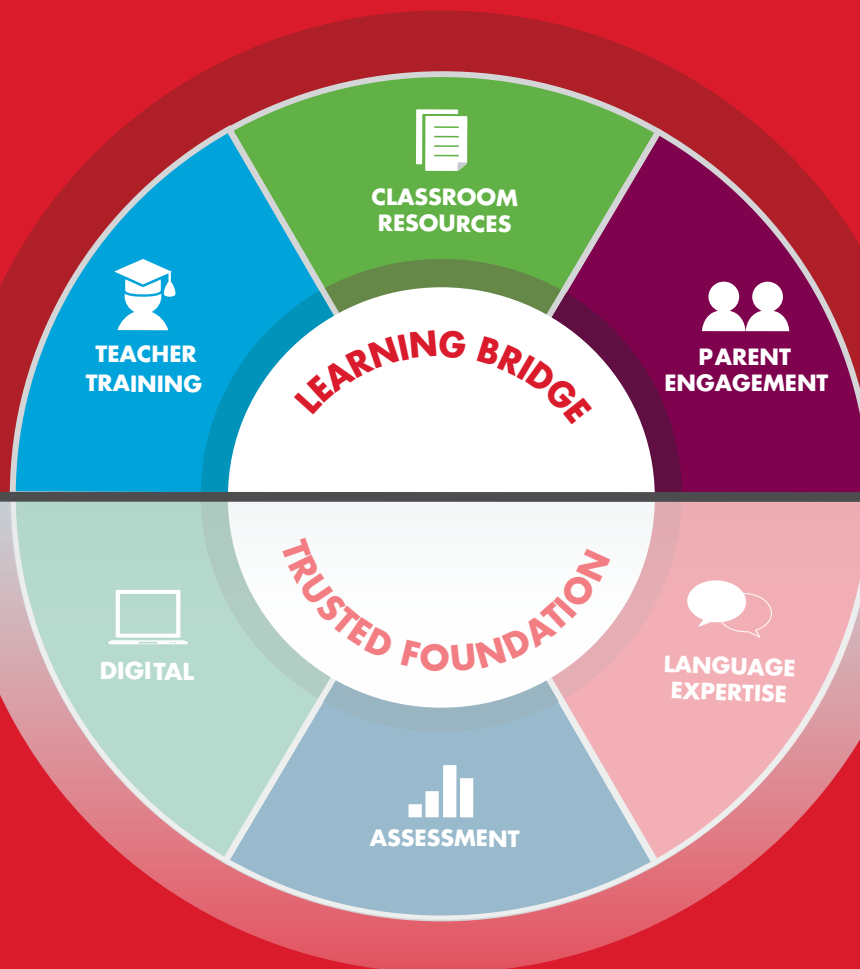 CLASSROOM
RESOURCES
TEACHER
TRAINING
LEARNING BRIDGE
PARENT
ENGAGEMENT
TRUSTED FOUNDATION
DIGITAL
LANGUAGE
EXPERTISE
ASSESSMENT